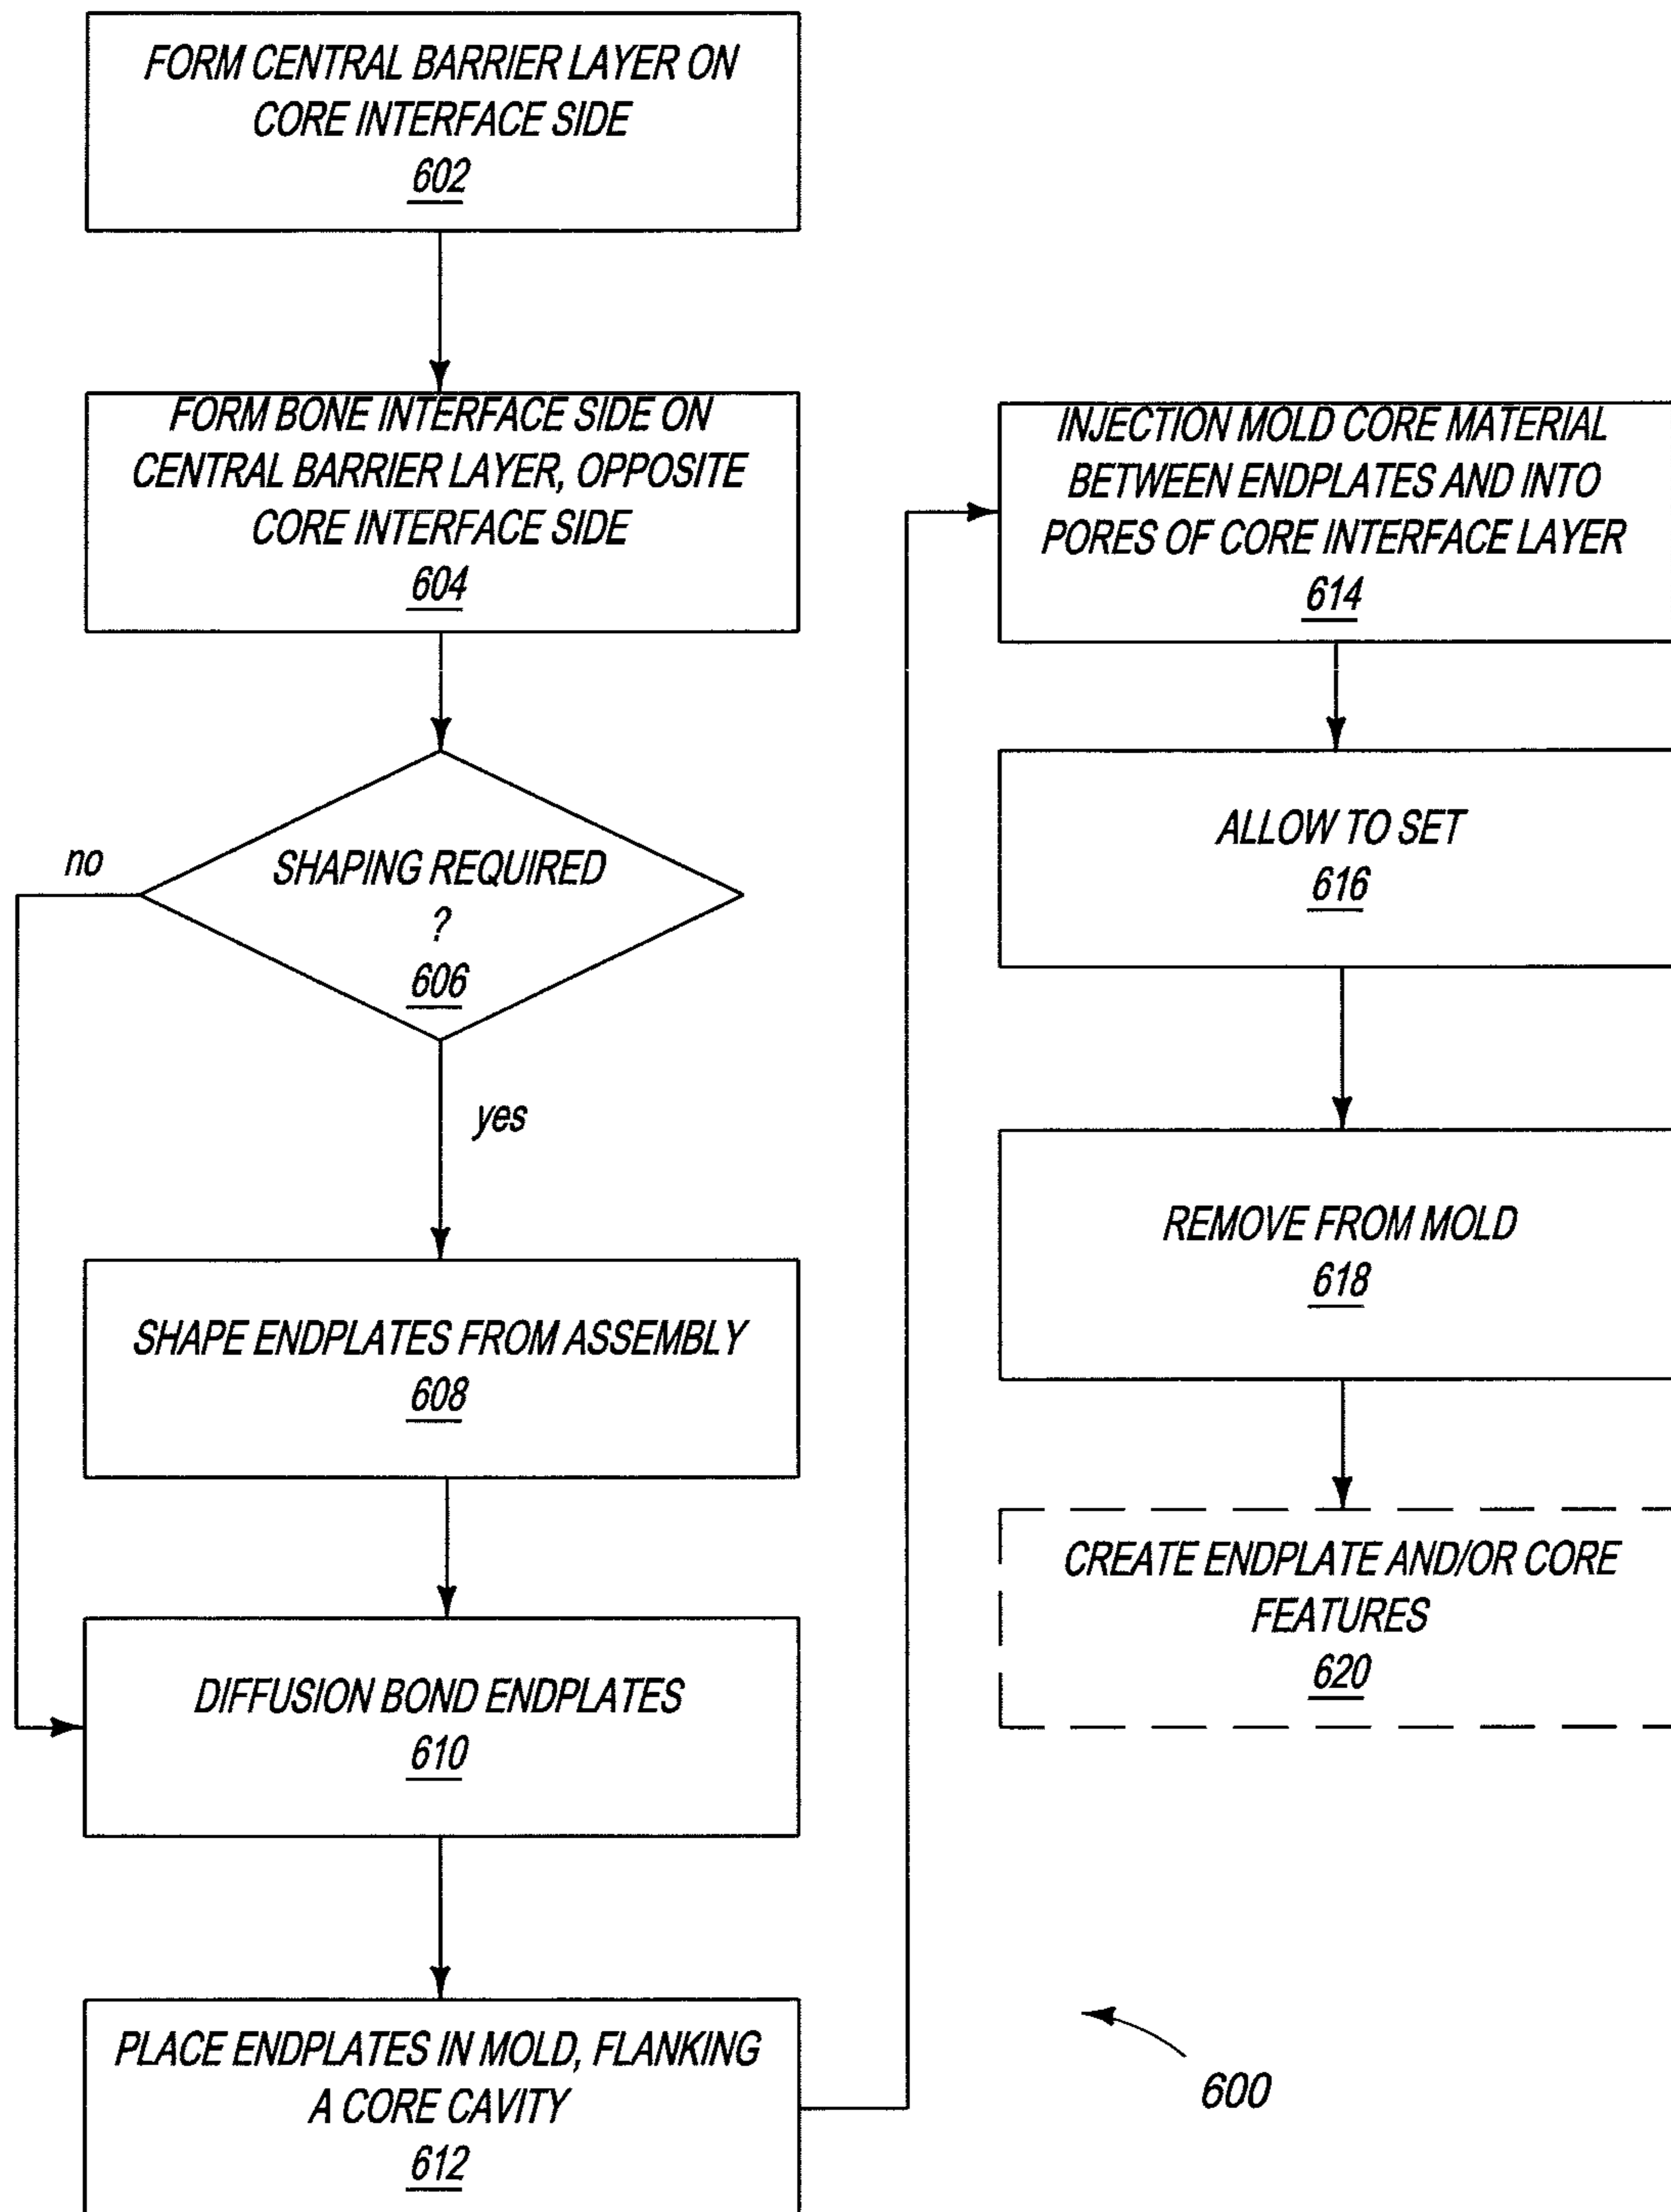 FORM CENTRAL BARRIER LAYER ON
CORE INTERFACE SIDE
602
FORM BONE INTERFACE SIDE ON
CENTRAL BARRIER LAYER, OPPOSITE
CORE INTERFACE SIDE
604
no
SHAPING REQUIRED
?
606
yes
SHAPE ENDPLATES FROM ASSEMBLY
608
DIFFUSION BOND ENDPLATES
610
PLACE ENDPLATES IN MOLD, FLANKING
A CORE CAVITY
612
INJECTION MOLD CORE MATERIAL
BETWEEN ENDPLATES AND INTO
PORES OF CORE INTERFACE LAYER
614
ALLOW TO SET
616
REMOVE FROM MOLD
618
CREATE ENDPLATE AND/OR CORE
FEATURES
620
600